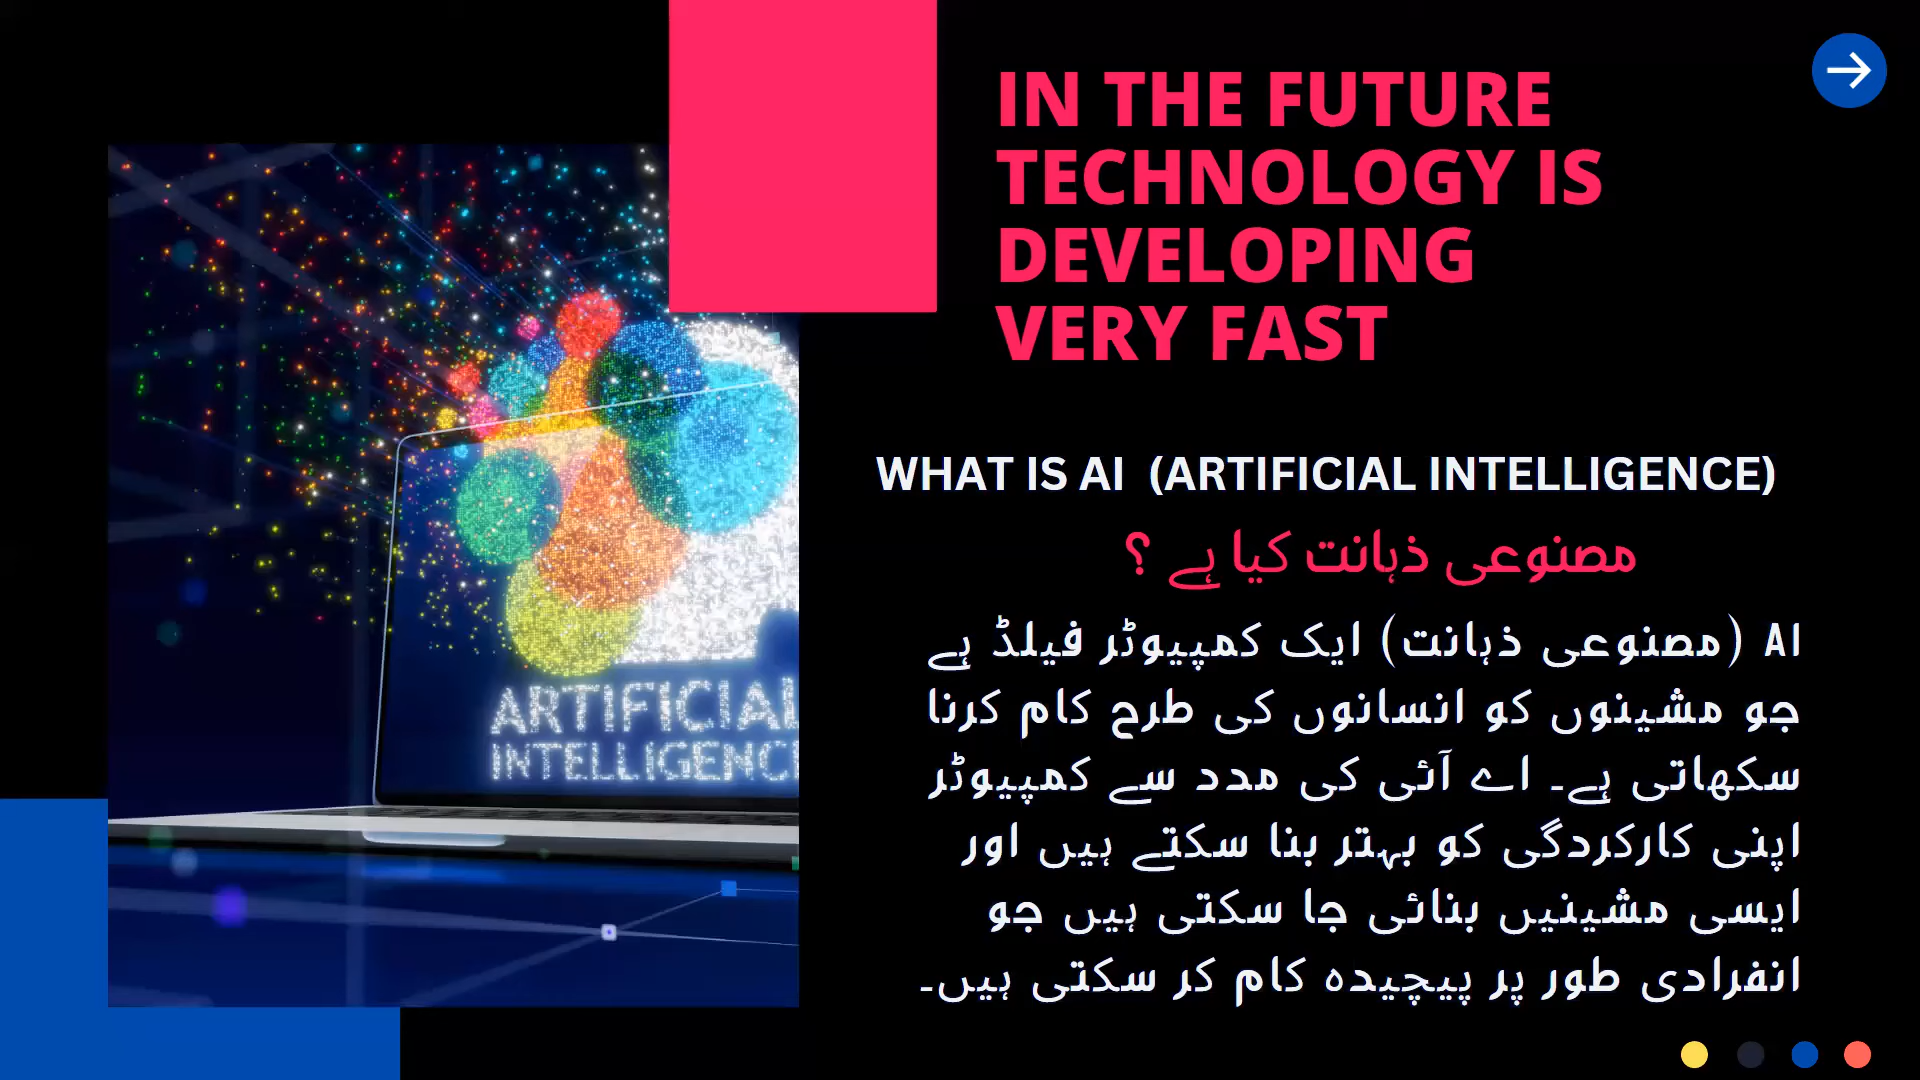 IN THE FUTURE
TECHNOLOGY IS
DEVELOPING
VERY FAST
WHAT IS AI (ARTIFICIAL INTELLIGENCE)
مصنوعی ذہانت کیا ہے ؟
AI (مصنوعی ذہانت) ایک کمپیوٹر فیلڈ ہے
جو مشینوں کو انسانوں کی طرح کام کرنا
سکھاتی ہے۔ اے آئی کی مدد سے کمپیوٹر
اپنی کارکردگی کو بہتر بنا سکتے ہیں اور
ایسی مشینیں بنائی جا سکتی ہیں جو
انفرادی طور پر پیچیدہ کام کر سکتی ہیں۔
ARTIFICIAL
INTELLIGENC